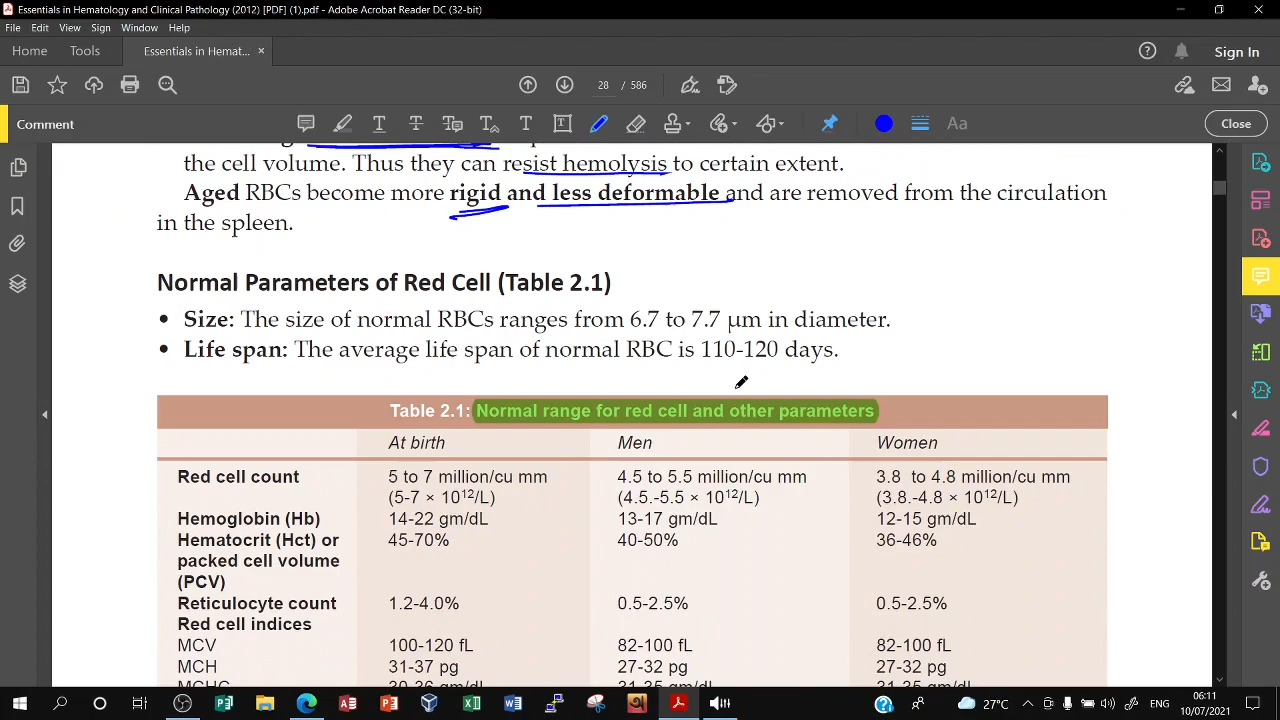 Essentials in Hematology and Clinical Pathology (2012) [PDF] (1).pdf - Adobe Acrobat Reader DC (32-bit)
File Edit View Sign Window Help
Home Tools Essentials in Hemat... × Sign In
28 / 586
Comment Aa Close
the cell volume. Thus they can resist hemolysis to certain extent.
Aged RBCs become more rigid and less deformable and are removed from the circulation
in the spleen.
Normal Parameters of Red Cell (Table 2.1)
• Size: The size of normal RBCs ranges from 6.7 to 7.7 µm in diameter.
• Life span: The average life span of normal RBC is 110-120 days.
Table 2.1: Normal range for red cell and other parameters
At birth Men Women
Red cell count 5 to 7 million/cu mm 4.5 to 5.5 million/cu mm 3.8 to 4.8 million/cu mm
(5-7 × 10¹²/L) (4.5.-5.5 × 10¹²/L) (3.8.-4.8 × 10¹²/L)
Hemoglobin (Hb) 14-22 gm/dL 13-17 gm/dL 12-15 gm/dL
Hematocrit (Hct) or 45-70% 40-50% 36-46%
packed cell volume
(PCV)
Reticulocyte count 1.2-4.0% 0.5-2.5% 0.5-2.5%
Red cell indices
MCV 100-120 fL 82-100 fL 82-100 fL
MCH 31-37 pg 27-32 pg 27-32 pg
27°C ENG 06:11
10/07/2021